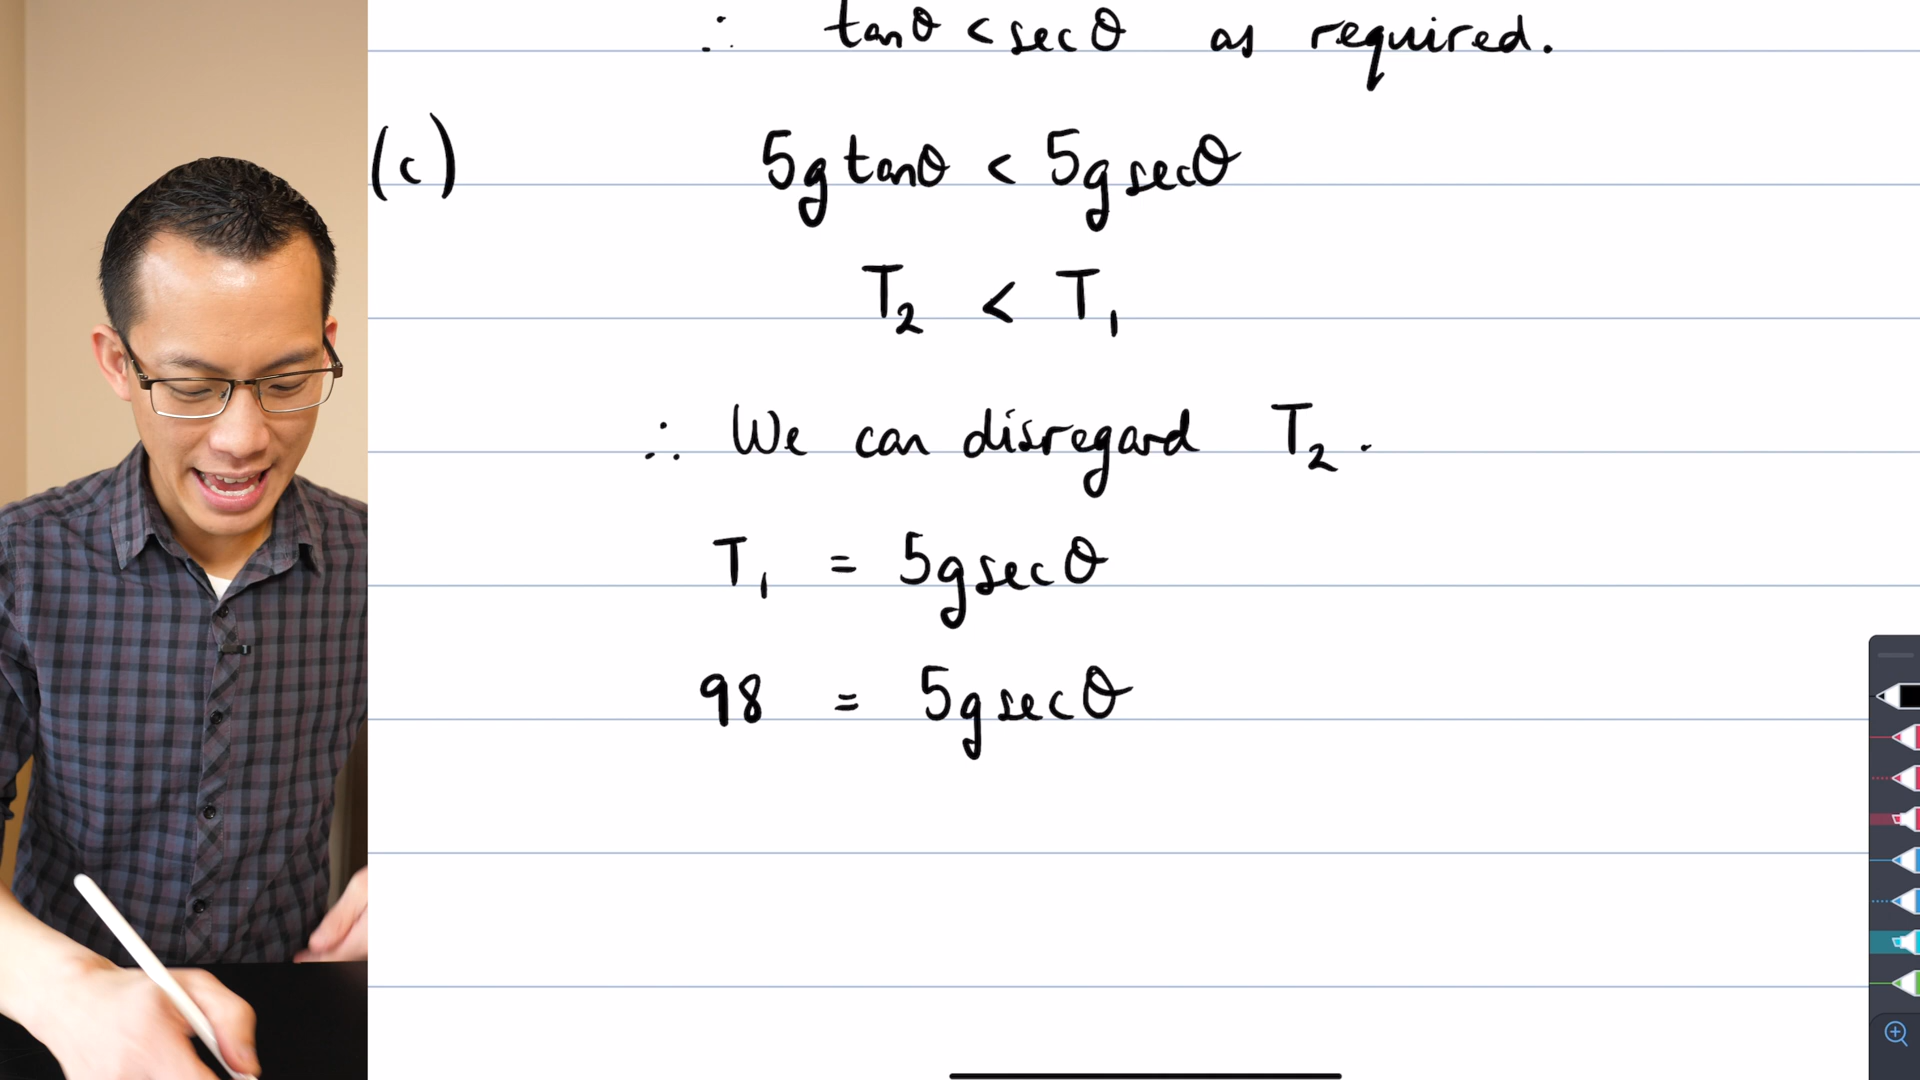 ∴ tanθ < secθ as required.
(c) 5g tanθ < 5g secθ
T₂ < T₁
∴ We can disregard T₂.
T₁ = 5g secθ
98 = 5g secθ